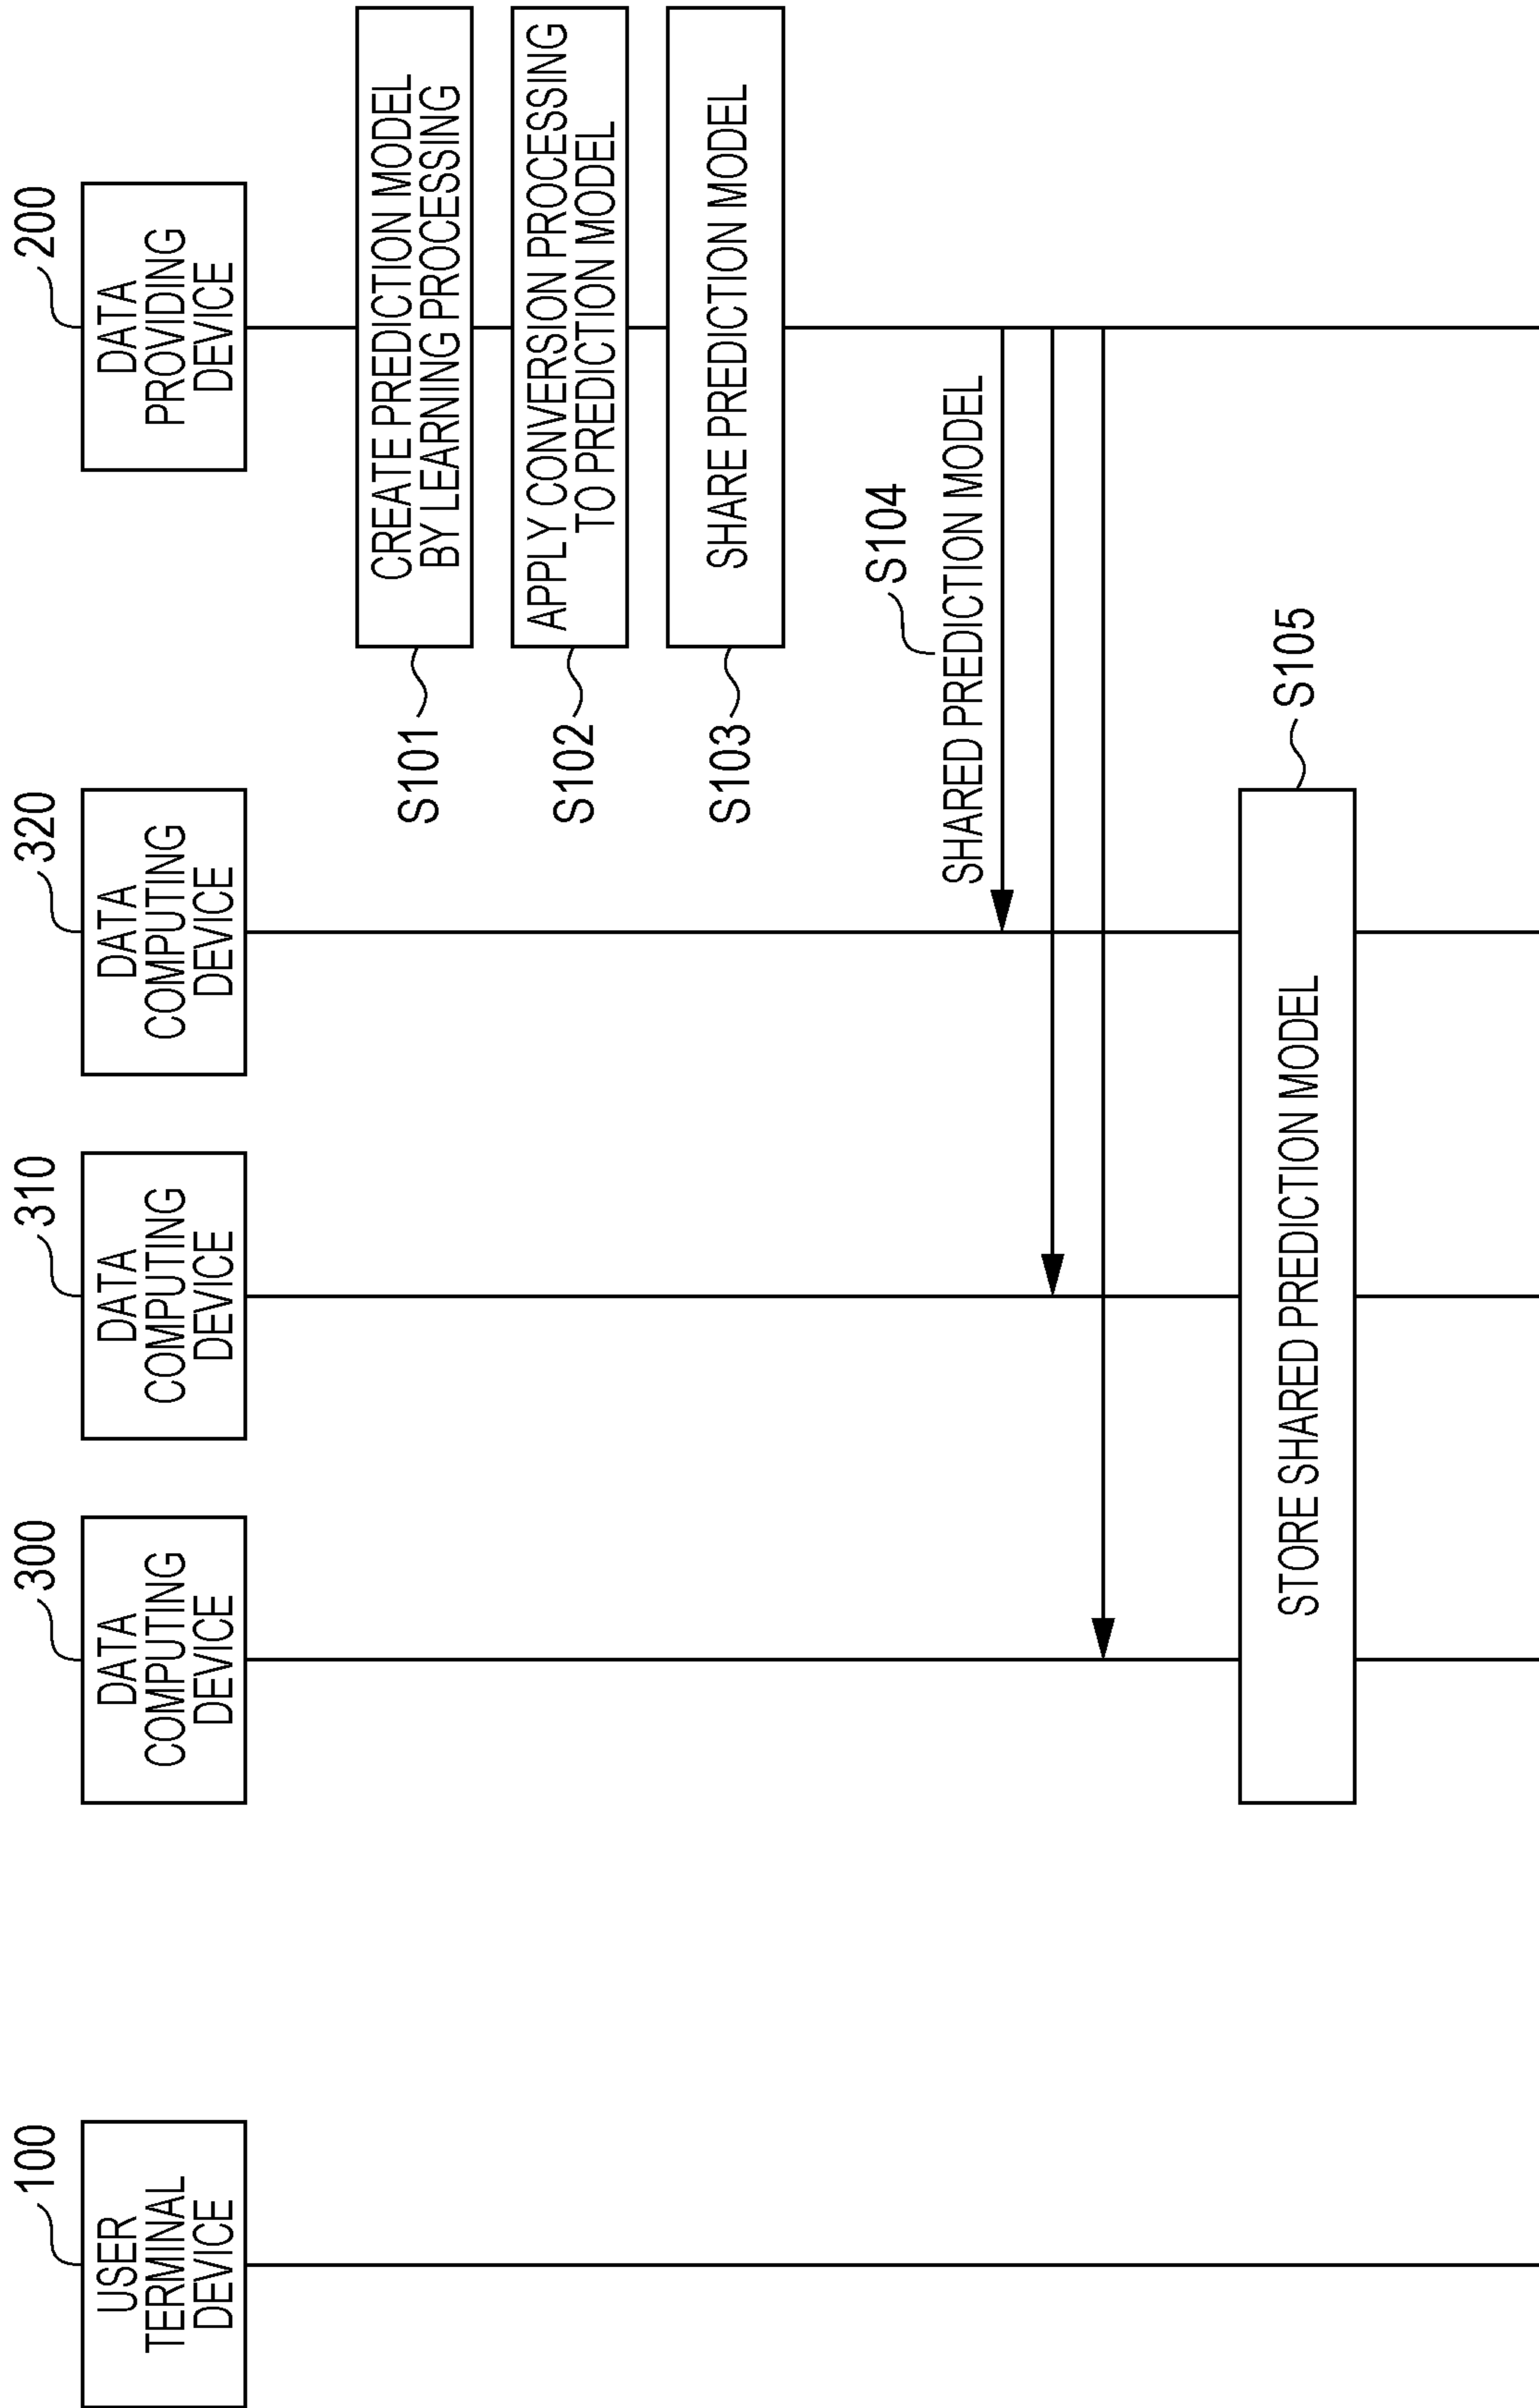 100
USER
TERMINAL
DEVICE
300
DATA
COMPUTING
DEVICE
310
DATA
COMPUTING
DEVICE
320
DATA
COMPUTING
DEVICE
200
DATA
PROVIDING
DEVICE
S101
CREATE PREDICTION MODEL
BY LEARNING PROCESSING
S102
APPLY CONVERSION PROCESSING
TO PREDICTION MODEL
S103
SHARE PREDICTION MODEL
S104
SHARED PREDICTION MODEL
STORE SHARED PREDICTION MODEL
S105